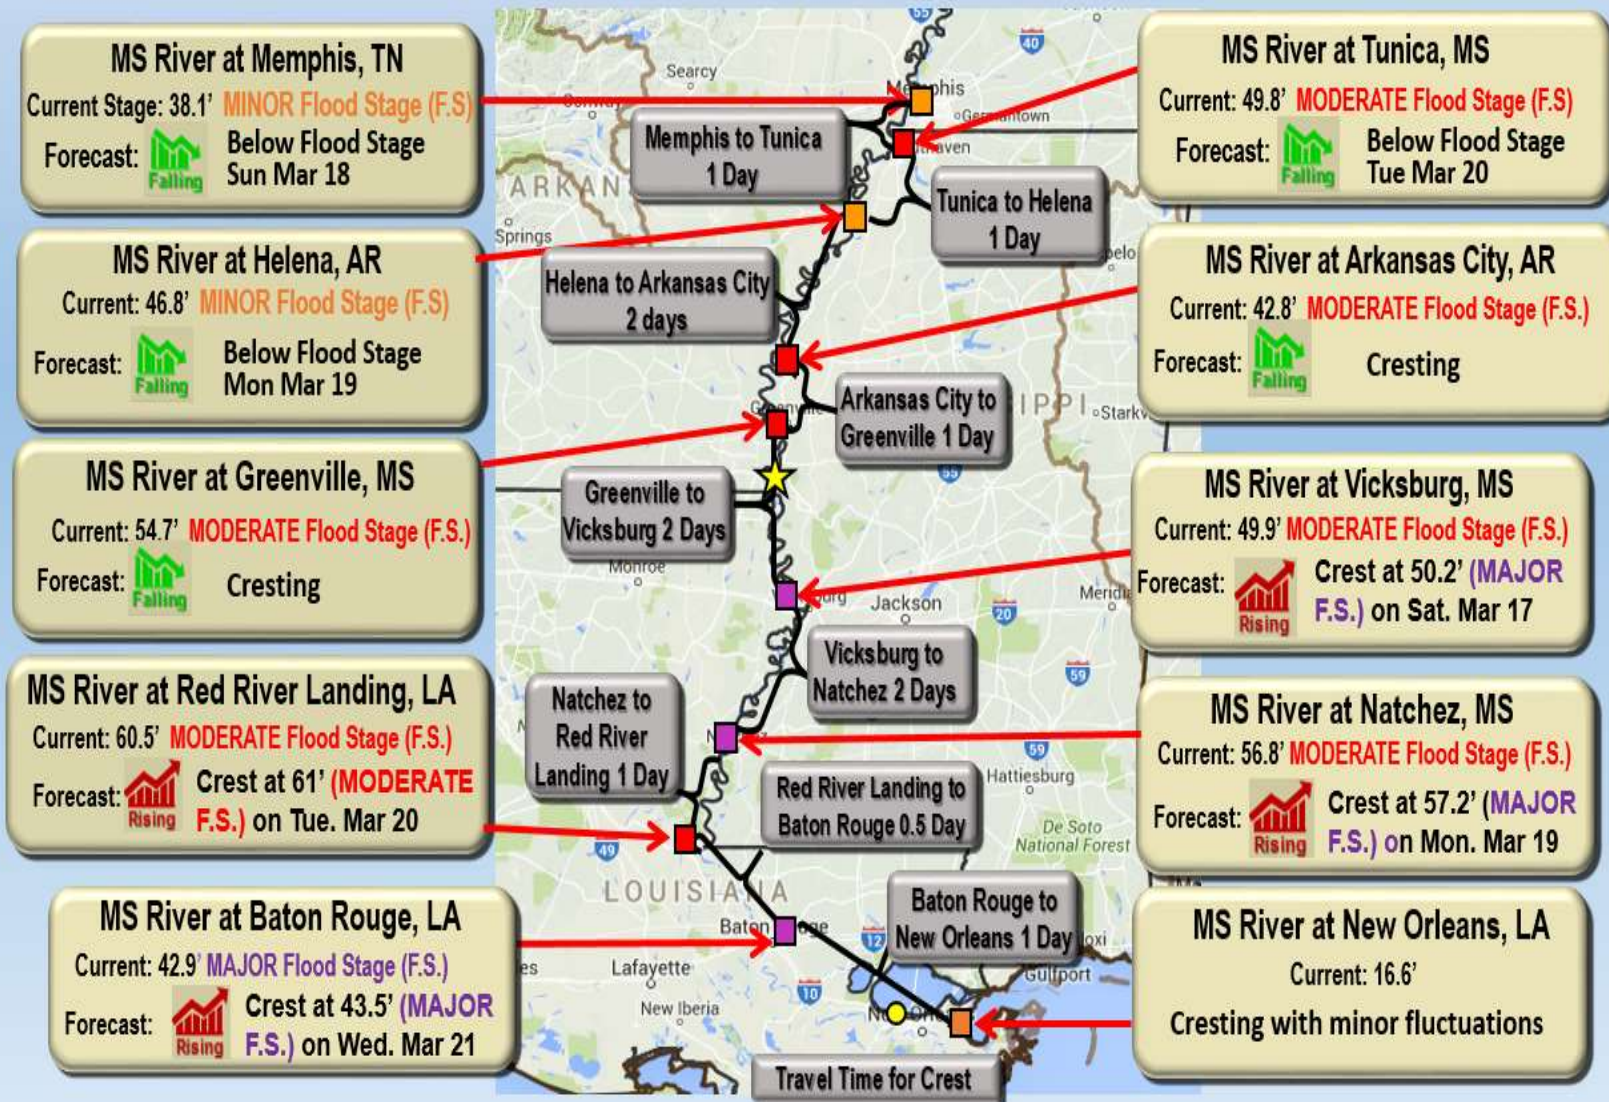 MS River at Memphis, TN
Current Stage: 38.1’ MINOR Flood Stage (F.S)
Forecast: Falling Below Flood Stage
Sun Mar 18
MS River at Helena, AR
Current: 46.8’ MINOR Flood Stage (F.S)
Forecast: Falling Below Flood Stage
Mon Mar 19
MS River at Greenville, MS
Current: 54.7’ MODERATE Flood Stage (F.S.)
Forecast: Falling Cresting
MS River at Red River Landing, LA
Current: 60.5’ MODERATE Flood Stage (F.S.)
Forecast: Rising Crest at 61’ (MODERATE
F.S.) on Tue. Mar 20
MS River at Baton Rouge, LA
Current: 42.9’ MAJOR Flood Stage (F.S.)
Forecast: Rising Crest at 43.5’ (MAJOR
F.S.) on Wed. Mar 21
55
40
Searcy
Germantown
Memphis to Tunica
1 Day
Tunica to Helena
1 Day
Springs
Helena to Arkansas City
2 days
Arkansas City to
Greenville 1 Day
55
Greenville to
Vicksburg 2 Days
Monroe
Jackson
20
59
Vicksburg to
Natchez 2 Days
Natchez to
Red River
Landing 1 Day
59
Hattiesburg
Red River Landing to
Baton Rouge 0.5 Day
De Soto
National Forest
49
LOUISIANA
Baton Rouge to
New Orleans 1 Day
12
Lafayette
Gulfport
10
New Iberia
Travel Time for Crest
MS River at Tunica, MS
Current: 49.8’ MODERATE Flood Stage (F.S)
Forecast: Falling Below Flood Stage
Tue Mar 20
MS River at Arkansas City, AR
Current: 42.8’ MODERATE Flood Stage (F.S.)
Forecast: Falling Cresting
MS River at Vicksburg, MS
Current: 49.9’ MODERATE Flood Stage (F.S.)
Forecast: Rising Crest at 50.2’ (MAJOR
F.S.) on Sat. Mar 17
MS River at Natchez, MS
Current: 56.8’ MODERATE Flood Stage (F.S.)
Forecast: Rising Crest at 57.2’ (MAJOR
F.S.) on Mon. Mar 19
MS River at New Orleans, LA
Current: 16.6’
Cresting with minor fluctuations